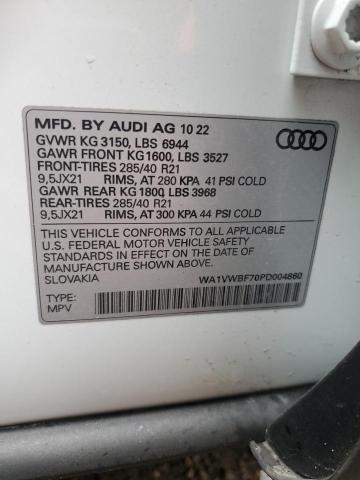 MFD. BY AUDI AG 10 22
GVWR KG 3150, LBS 6944
GAWR FRONT KG1600, LBS 3527
FRONT-TIRES 285/40 R21
9,5JX21 RIMS, AT 280 KPA 41 PSI COLD
GAWR REAR KG 1800, LBS 3968
REAR-TIRES 285/40 R21
9,5JX21 RIMS, AT 300 KPA 44 PSI COLD
THIS VEHICLE CONFORMS TO ALL APPLICABLE
U.S. FEDERAL MOTOR VEHICLE SAFETY
STANDARDS IN EFFECT ON THE DATE OF
MANUFACTURE SHOWN ABOVE.
SLOVAKIA WA1VWBF70PD004860
TYPE:
MPV